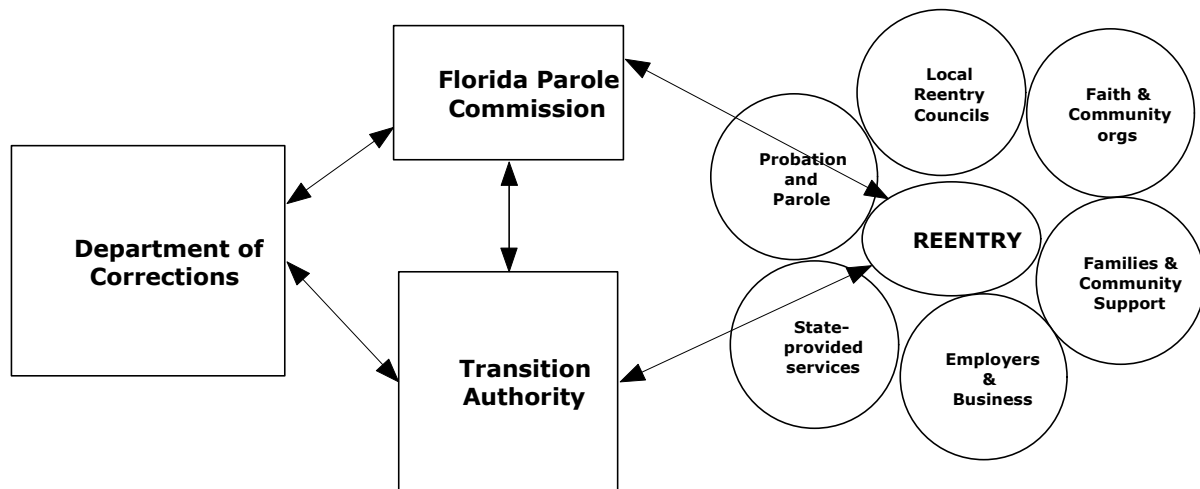 Florida Parole
Commission
Department of
Corrections
Transition
Authority
Local
Reentry
Councils
Faith &
Community
orgs
Probation
and
Parole
REENTRY
Families &
Community
Support
State-
provided
services
Employers
&
Business